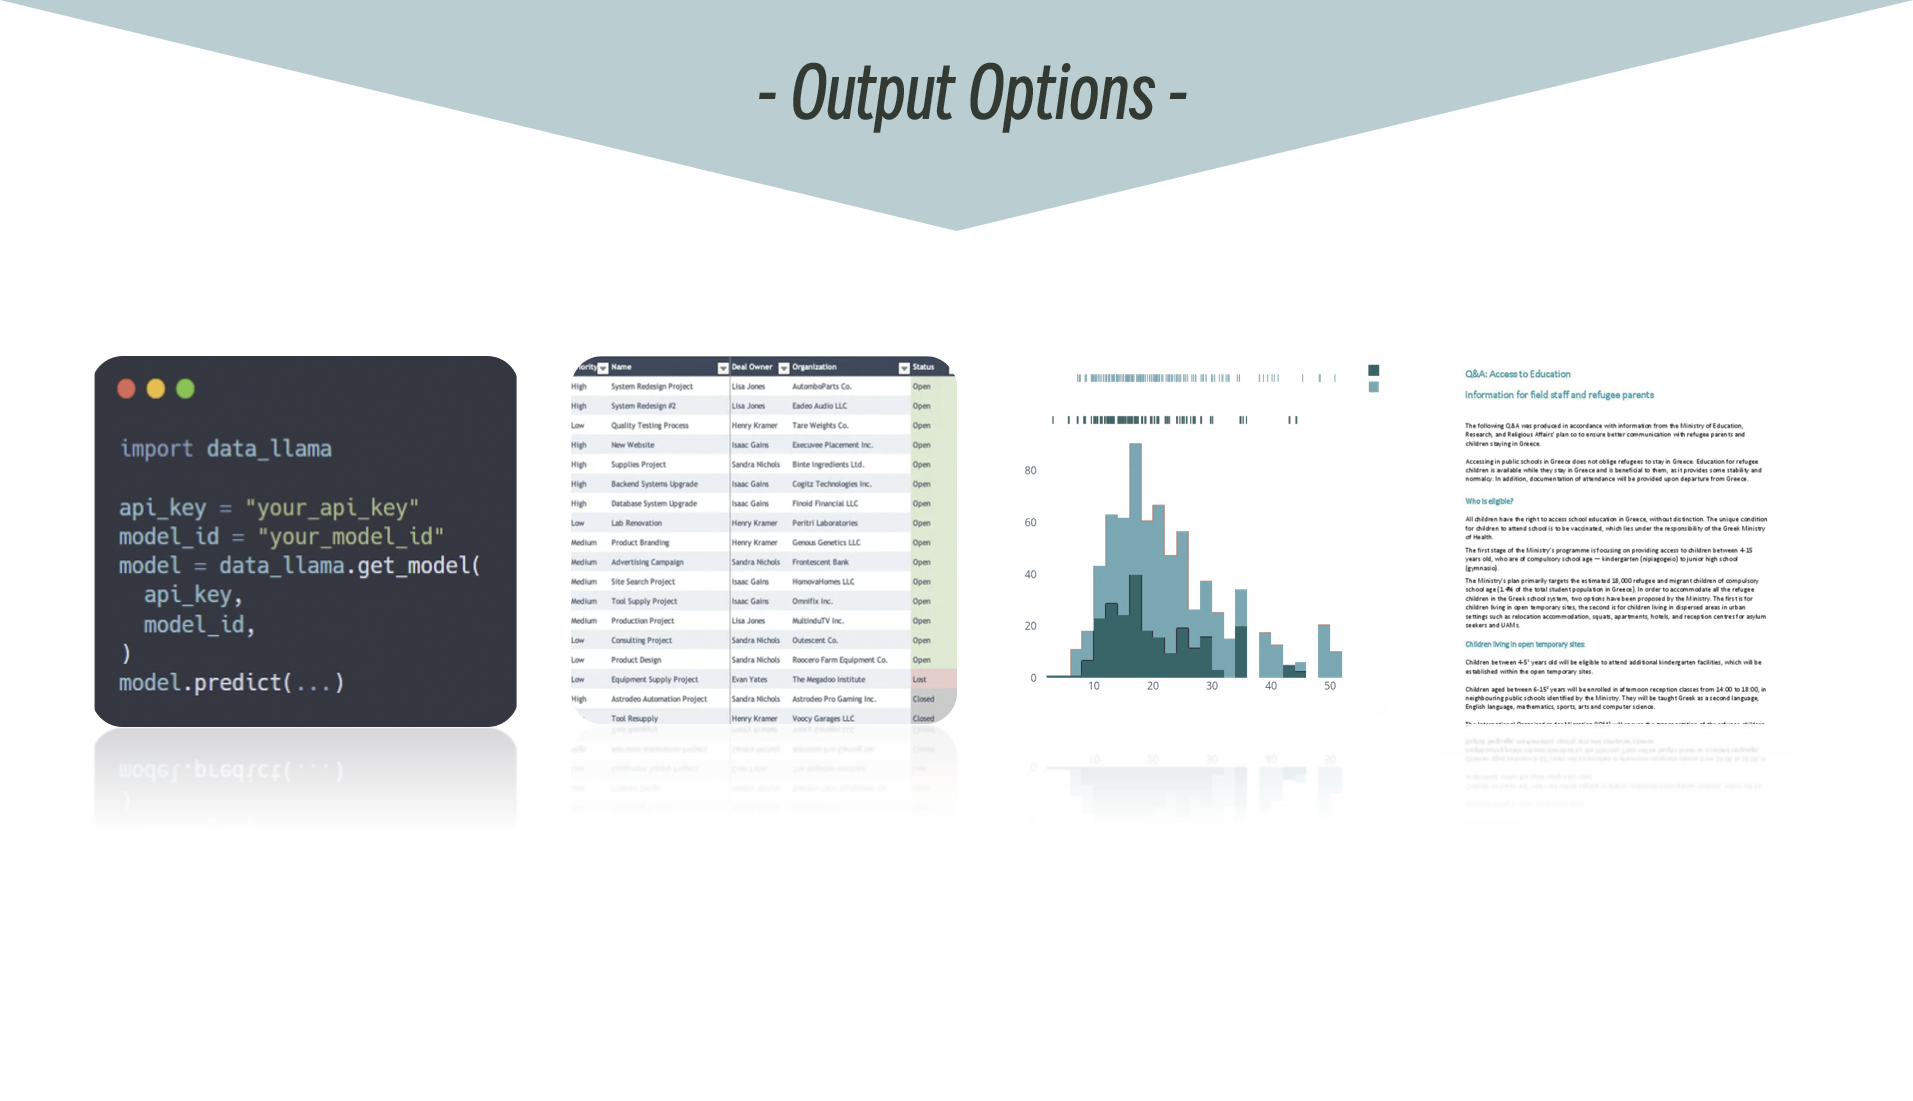 - Output Options -
import data_llama
api_key = "your_api_key"
model_id = "your_model_id"
model = data_llama.get_model(
api_key,
model_id,
)
model.predict(...)
Name Deal Owner Organization Status
High System Redesign Project Lisa Jones AutomboParts Co. Open
High System Redesign #2 Lisa Jones Eadeo Audio LLC Open
Low Quality Testing Process Henry Kramer Tare Weights Co. Open
High New Website Isaac Gains Execuvee Placement Inc. Open
High Supplies Project Sandra Nichols Binte Ingredients Ltd. Open
High Backend Systems Upgrade Isaac Gains Cogitz Technologies Inc. Open
High Database System Upgrade Isaac Gains Finoid Financial LLC Open
Low Lab Renovation Henry Kramer Peritri Laboratories Open
Medium Product Branding Henry Kramer Genous Genetics LLC Open
Medium Advertising Campaign Sandra Nichols Frontescent Bank Open
Medium Site Search Project Isaac Gains HomovaHomes LLC Open
Medium Tool Supply Project Isaac Gains Omnifix Inc. Open
Medium Production Project Lisa Jones MultinduTV Inc. Open
Low Consulting Project Sandra Nichols Outescent Co. Open
Low Product Design Sandra Nichols Roocero Farm Equipment Co. Open
Low Equipment Supply Project Evan Yates The Megadoo Institute Lost
High Astrodeo Automation Project Sandra Nichols Astrodeo Pro Gaming Inc. Closed
Tool Resupply Henry Kramer Voocy Garages LLC Closed
80
60
40
20
0
10 20 30 40 50
Q&A: Access to Education
Information for field staff and refugee parents
The following Q&A was produced in accordance with information from the Ministry of Education,
Research, and Religious Affairs' plan so to ensure better communication with refugee parents and
children staying in Greece.
Accessing in public schools in Greece does not oblige refugees to stay in Greece. Education for refugee
children is available while they stay in Greece and is beneficial to them, as it provides some stability and
normalcy. In addition, documentation of attendance will be provided upon departure from Greece.
Who is eligible?
All children have the right to access school education in Greece, without distinction. The unique condition
for children to attend school is to be vaccinated, which lies under the responsibility of the Greek Ministry
of Health.
The first stage of the Ministry's programme is focusing on providing access to children between 4-15
years old, who are of compulsory school age — kindergarten (nipiagogeio) to junior high school
(gymnasio).
The Ministry's plan primarily targets the estimated 18,000 refugee and migrant children of compulsory
school age (1.4% of the total student population in Greece). In order to accommodate all the refugee
children in the Greek school system, two options have been proposed by the Ministry. The first is for
children living in open temporary sites, the second is for children living in dispersed areas in urban
settings such as relocation accommodation, squats, apartments, hotels, and reception centres for asylum
seekers and UAMs.
Children living in open temporary sites:
Children between 4-5¹ years old will be eligible to attend additional kindergarten facilities, which will be
established within the open temporary sites.
Children aged between 6-15² years will be enrolled in afternoon reception classes from 14:00 to 18:00, in
neighbouring public schools identified by the Ministry. They will be taught Greek as a second language,
English language, mathematics, sports, arts and computer science.